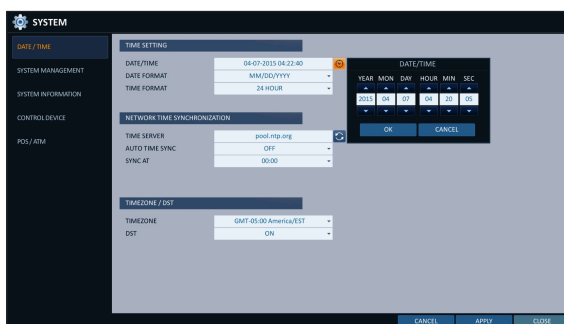 SYSTEM
DATE / TIME
SYSTEM MANAGEMENT
SYSTEM INFORMATION
CONTROL DEVICE
POS / ATM
TIME SETTING
DATE/TIME 04-07-2015 04:22:40
DATE FORMAT MM/DD/YYYY
TIME FORMAT 24 HOUR
NETWORK TIME SYNCHRONIZATION
TIME SERVER pool.ntp.org
AUTO TIME SYNC OFF
SYNC AT 00:00
TIMEZONE / DST
TIMEZONE GMT-05:00 America/EST
DST ON
DATE/TIME
YEAR MON DAY HOUR MIN SEC
2015 04 07 04 20 05
OK CANCEL
CANCEL APPLY CLOSE